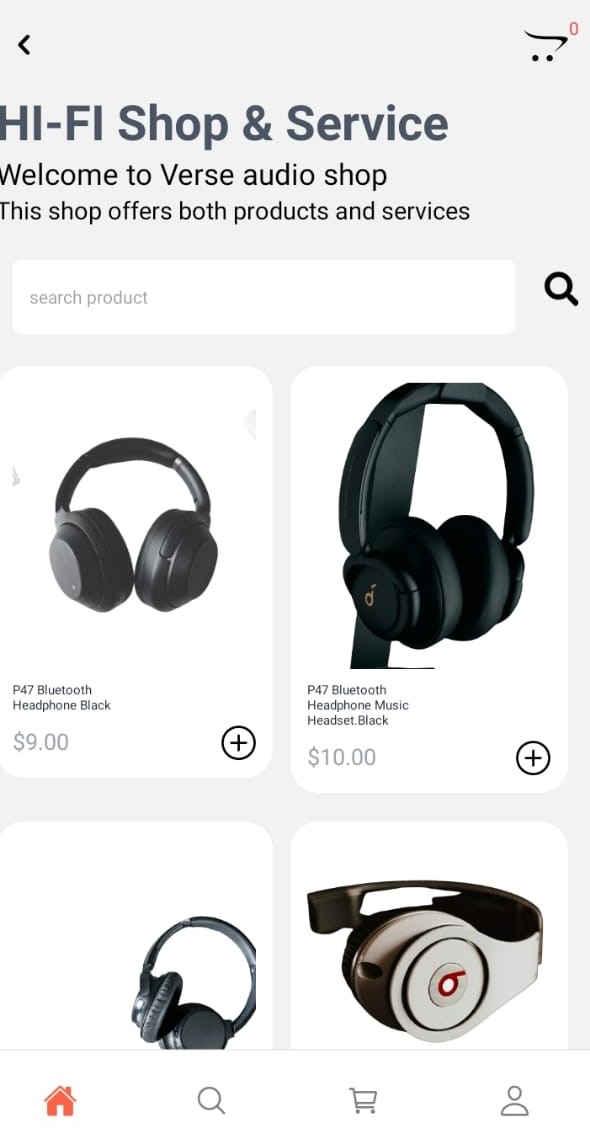 0
HI-FI Shop & Service
Welcome to Verse audio shop
This shop offers both products and services
search product
P47 Bluetooth
Headphone Black
$9.00
P47 Bluetooth
Headphone Music
Headset.Black
$10.00